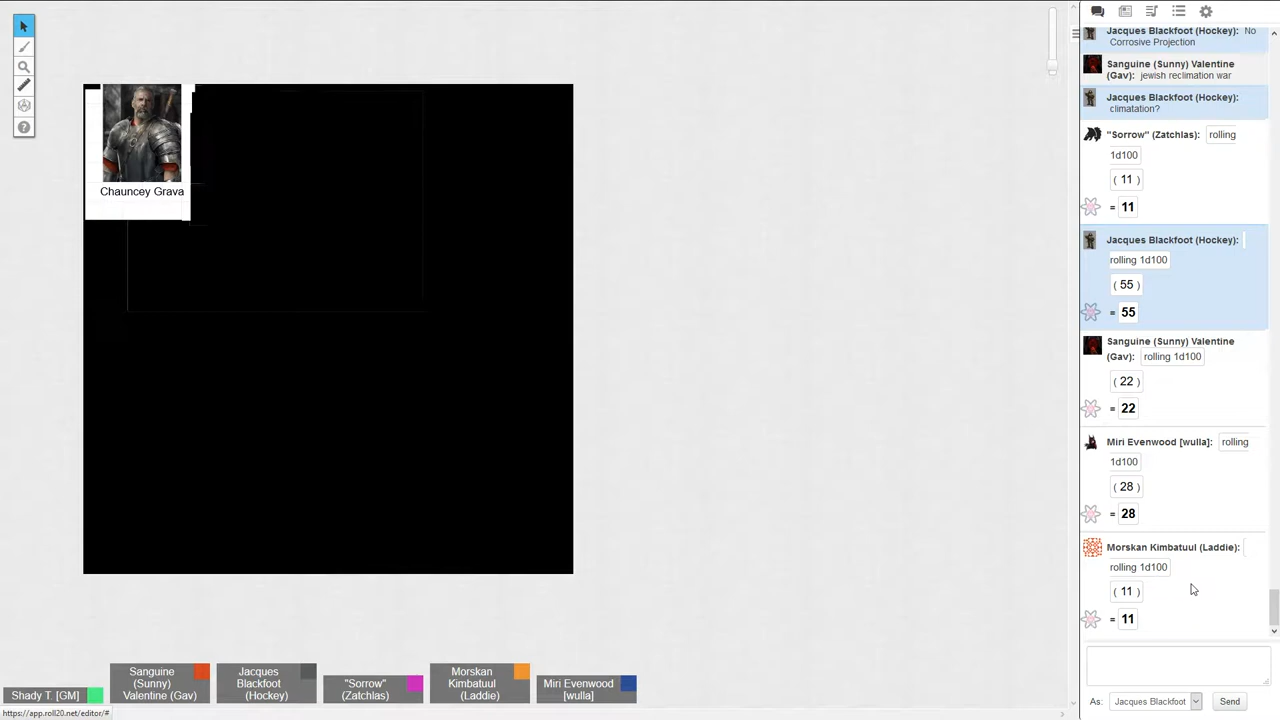 Chauncey Grava
Jacques Blackfoot (Hockey): No
Corrosive Projection
Sanguine (Sunny) Valentine
(Gav): jewish reclimation war
Jacques Blackfoot (Hockey):
climatation?
"Sorrow" (Zatchlas): rolling
1d100
( 11 )
= 11
Jacques Blackfoot (Hockey):
rolling 1d100
( 55 )
= 55
Sanguine (Sunny) Valentine
(Gav): rolling 1d100
( 22 )
= 22
Miri Evenwood [wulla]: rolling
1d100
( 28 )
= 28
Morskan Kimbatuul (Laddie):
rolling 1d100
( 11 )
= 11
As: Jacques Blackfoot Send
Shady T. [GM]
Sanguine
(Sunny)
Valentine (Gav)
Jacques
Blackfoot
(Hockey)
"Sorrow"
(Zatchlas)
Morskan
Kimbatuul
(Laddie)
Miri Evenwood
[wulla]
https://app.roll20.net/editor/#